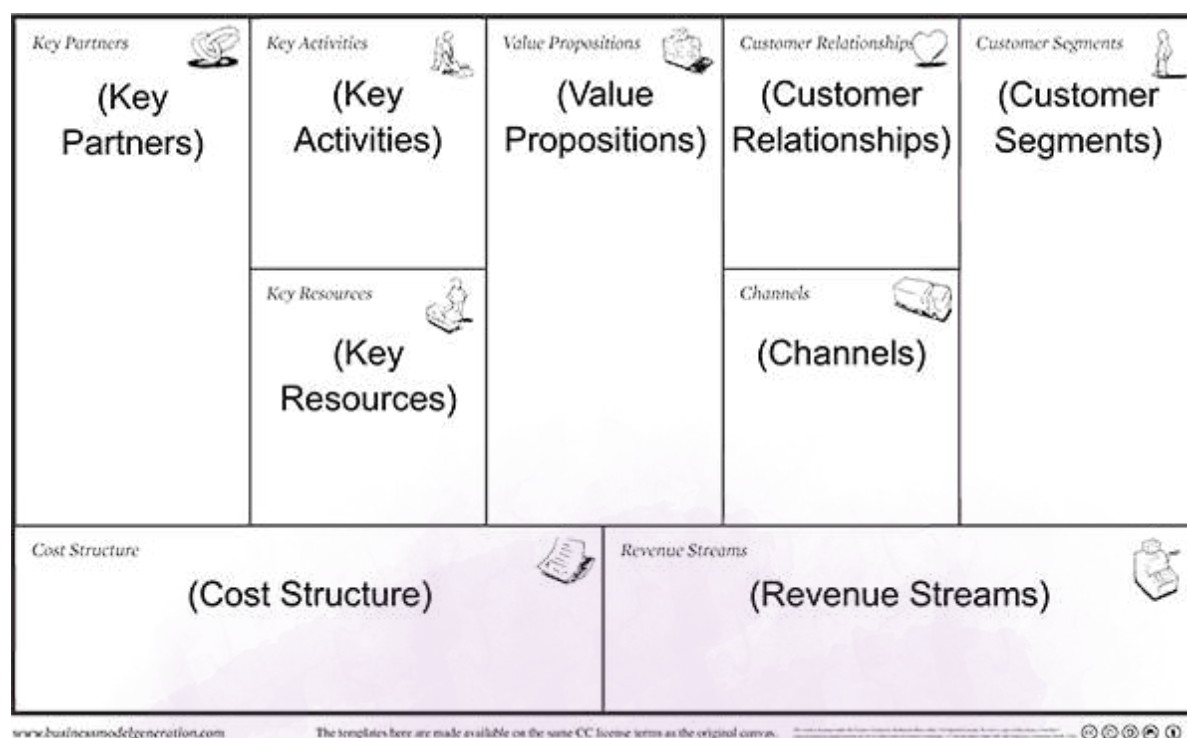 Key Partners
(Key
Partners)
Key Activities
(Key
Activities)
Key Resources
(Key
Resources)
Value Propositions
(Value
Propositions)
Customer Relationships
(Customer
Relationships)
Channels
(Channels)
Customer Segments
(Customer
Segments)
Cost Structure
(Cost Structure)
Revenue Streams
(Revenue Streams)
www.businessmodelgeneration.com
The templates here are made available on the same CC license terms as the original canvas.